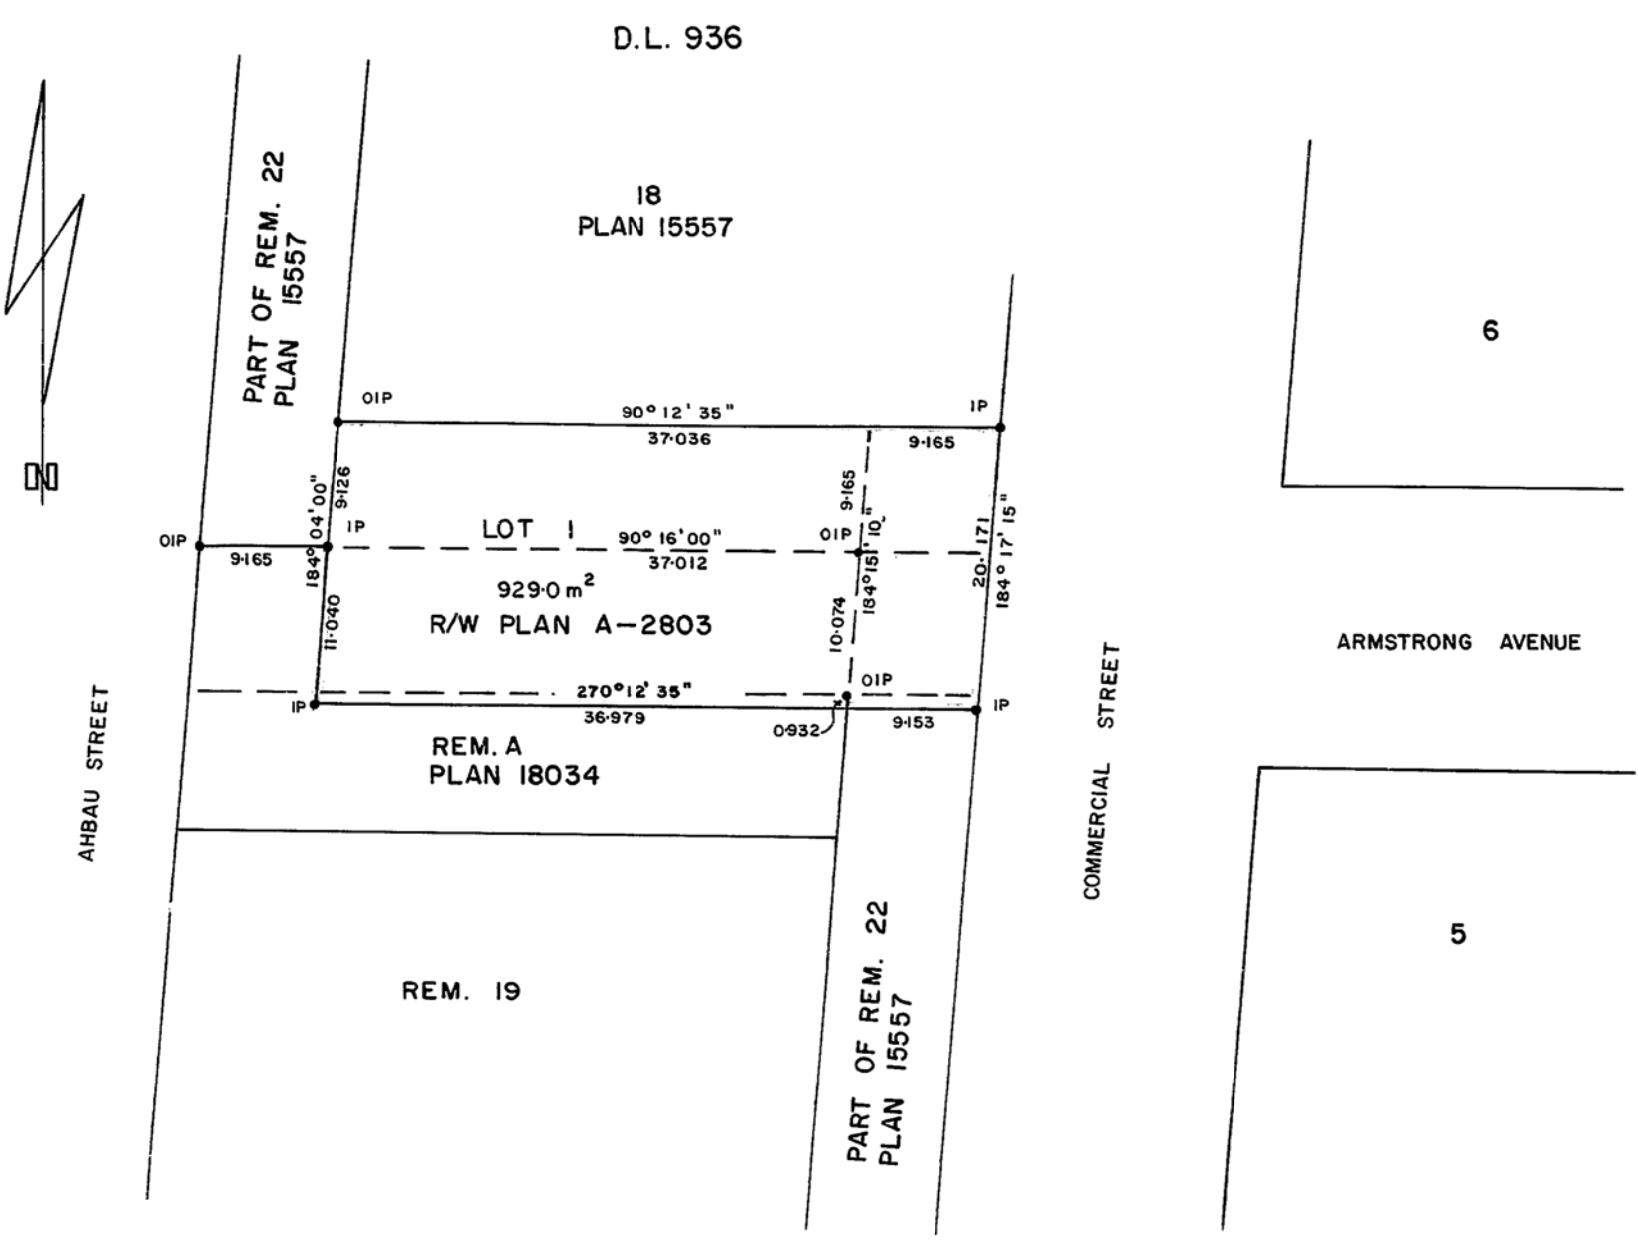 D.L. 936
18
PLAN 15557
PART OF REM. 22
PLAN 15557
6
N
OIP
90° 12' 35"
37.036
IP
9.165
9.126
184° 04' 00"
9.165
184° 15' 10"
20.171
184° 17' 15"
OIP
9.165
IP
LOT 1
90° 16' 00"
37.012
OIP
929.0 m²
R/W PLAN A-2803
11.040
10.074
ARMSTRONG AVENUE
IP
270° 12' 35"
36.979
OIP
0.932
9.153
IP
REM. A
PLAN 18034
AHBAU STREET
COMMERCIAL STREET
REM. 19
PART OF REM. 22
PLAN 15557
5